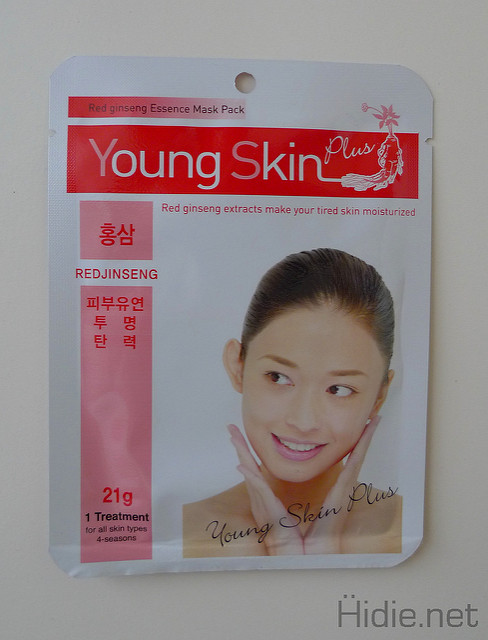 Red ginseng Essence Mask Pack
Young Skin Plus
Red ginseng extracts make your tired skin moisturized
홍삼
REDJINSENG
피부유연
투 명
탄 력
21g
1 Treatment
for all skin types
4-seasons
Young Skin Plus
Hidie.net